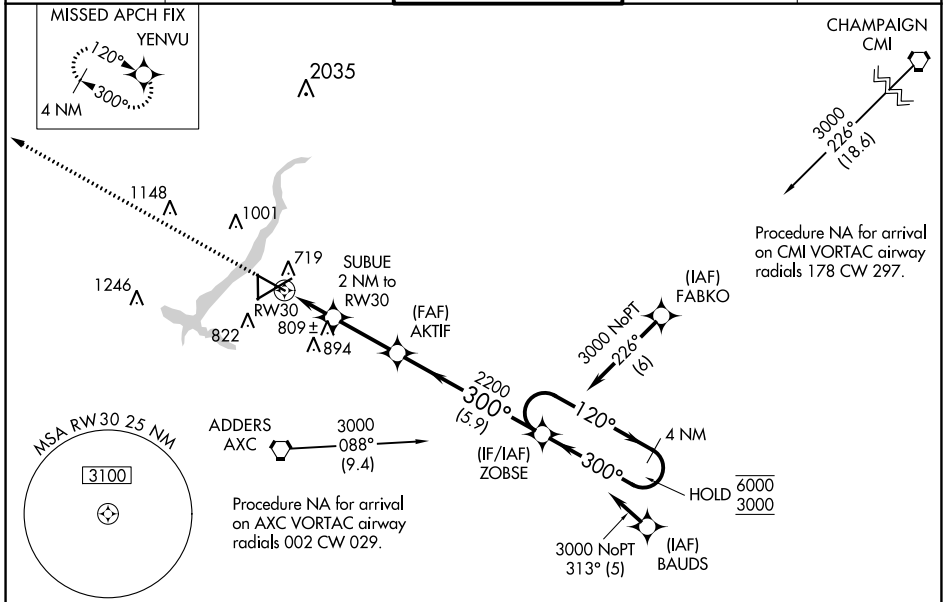 MISSED APCH FIX
YENVU
120°
300°
4 NM
2035
CHAMPAIGN
CMI
3000
226°
(18.6)
Procedure NA for arrival
on CMI VORTAC airway
radials 178 CW 297.
1148
1001
719
1246
RW30
822
809 ±
894
SUBUE
2 NM to
RW30
(FAF)
AKTIF
(IAF)
FABKO
3000 NoPT
226°
(6)
2200
300°
(5.9)
120°
4 NM
300°
(IF/IAF)
ZOBSE
HOLD
6000
3000
3000 NoPT
313° (5)
(IAF)
BAUDS
MSA RW30 25 NM
3100
ADDERS
AXC
3000
088°
(9.4)
Procedure NA for arrival
on AXC VORTAC airway
radials 002 CW 029.